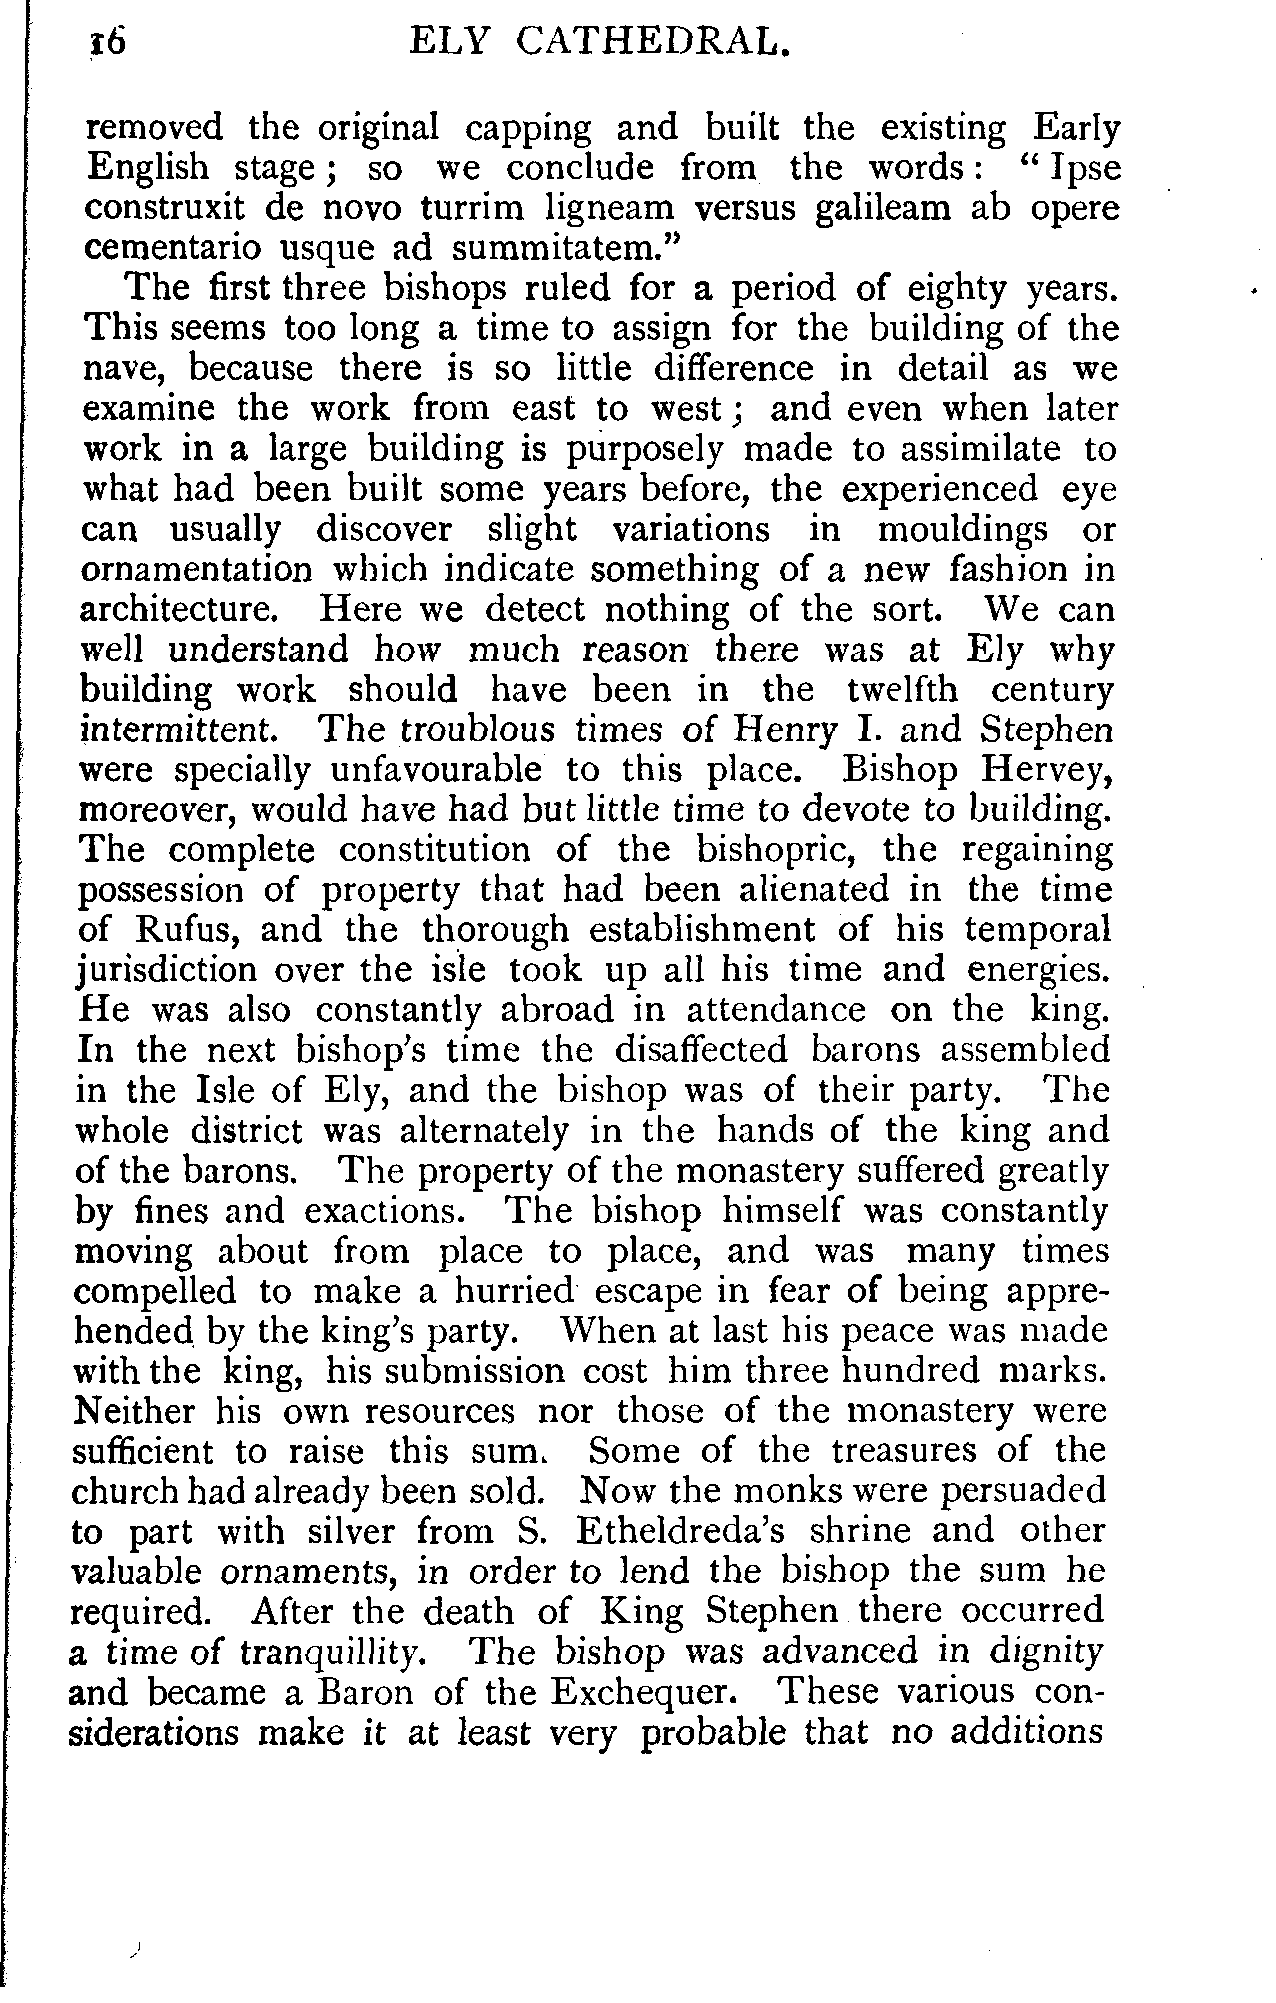 16 ELY CATHEDRAL.
removed the original capping and built the existing Early
English stage ; so we conclude from the words : “ Ipse
construxit de novo turrim ligneam versus galileam ab opere
cementario usque ad summitatem.”
The first three bishops ruled for a period of eighty years.
This seems too long a time to assign for the building of the
nave, because there is so little difference in detail as we
examine the work from east to west ; and even when later
work in a large building is purposely made to assimilate to
what had been built some years before, the experienced eye
can usually discover slight variations in mouldings or
ornamentation which indicate something of a new fashion in
architecture. Here we detect nothing of the sort. We can
well understand how much reason there was at Ely why
building work should have been in the twelfth century
intermittent. The troublous times of Henry I. and Stephen
were specially unfavourable to this place. Bishop Hervey,
moreover, would have had but little time to devote to building.
The complete constitution of the bishopric, the regaining
possession of property that had been alienated in the time
of Rufus, and the thorough establishment of his temporal
jurisdiction over the isle took up all his time and energies.
He was also constantly abroad in attendance on the king.
In the next bishop's time the disaffected barons assembled
in the Isle of Ely, and the bishop was of their party. The
whole district was alternately in the hands of the king and
of the barons. The property of the monastery suffered greatly
by fines and exactions. The bishop himself was constantly
moving about from place to place, and was many times
compelled to make a hurried escape in fear of being appre-
hended by the king's party. When at last his peace was made
with the king, his submission cost him three hundred marks.
Neither his own resources nor those of the monastery were
sufficient to raise this sum. Some of the treasures of the
church had already been sold. Now the monks were persuaded
to part with silver from S. Etheldreda's shrine and other
valuable ornaments, in order to lend the bishop the sum he
required. After the death of King Stephen there occurred
a time of tranquillity. The bishop was advanced in dignity
and became a Baron of the Exchequer. These various con-
siderations make it at least very probable that no additions